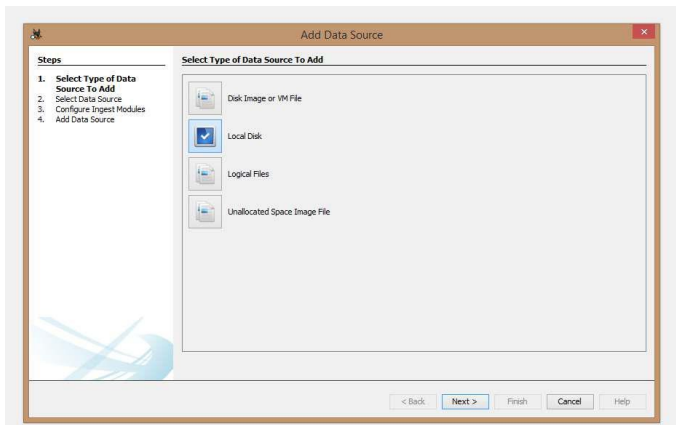 Add Data Source
Steps
1. Select Type of Data
Source To Add
2. Select Data Source
3. Configure Ingest Modules
4. Add Data Source
Select Type of Data Source To Add
Disk Image or VM File
Local Disk
Logical Files
Unallocated Space Image File
< Back Next > Finish Cancel Help